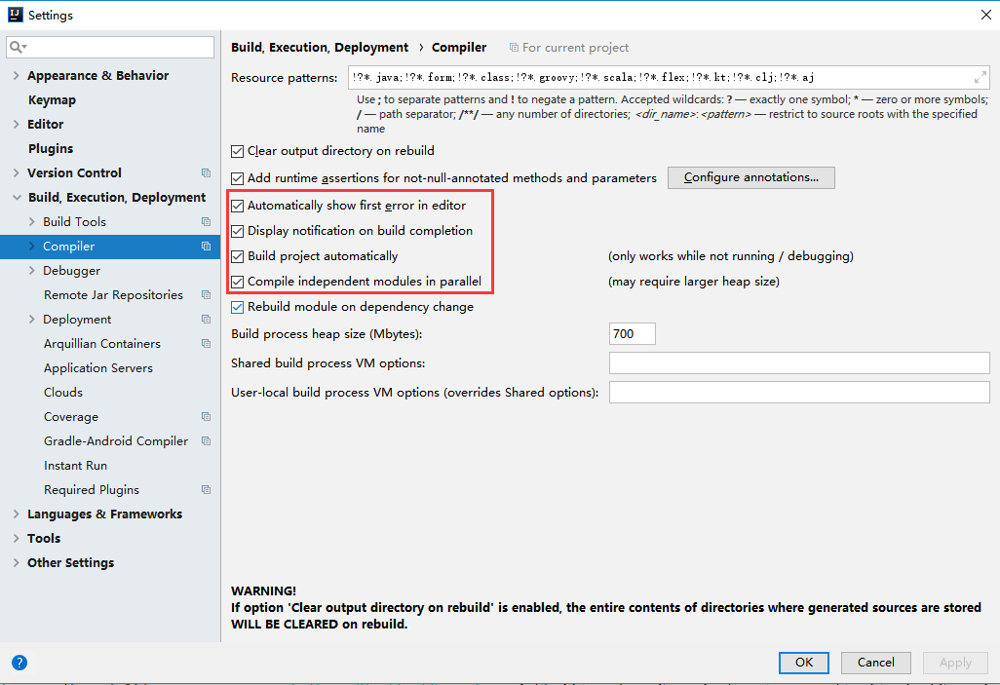 IJ Settings
Build, Execution, Deployment › Compiler For current project
Appearance & Behavior
Keymap
Editor
Plugins
Version Control
Build, Execution, Deployment
Build Tools
Compiler
Debugger
Remote Jar Repositories
Deployment
Arquillian Containers
Application Servers
Clouds
Coverage
Gradle-Android Compiler
Instant Run
Required Plugins
Languages & Frameworks
Tools
Other Settings
Resource patterns: !?*.java;!?*.form;!?*.class;!?*.groovy;!?*.scala;!?*.flex;!?*.kt;!?*.clj;!?*.aj
Use ; to separate patterns and ! to negate a pattern. Accepted wildcards: ? — exactly one symbol; * — zero or more symbols;
/ — path separator; /**/ — any number of directories; <dir_name>:<pattern> — restrict to source roots with the specified
name
Clear output directory on rebuild
Add runtime assertions for not-null-annotated methods and parameters Configure annotations...
Automatically show first error in editor
Display notification on build completion
Build project automatically (only works while not running / debugging)
Compile independent modules in parallel (may require larger heap size)
Rebuild module on dependency change
Build process heap size (Mbytes): 700
Shared build process VM options:
User-local build process VM options (overrides Shared options):
WARNING!
If option 'Clear output directory on rebuild' is enabled, the entire contents of directories where generated sources are stored
WILL BE CLEARED on rebuild.
? OK Cancel Apply